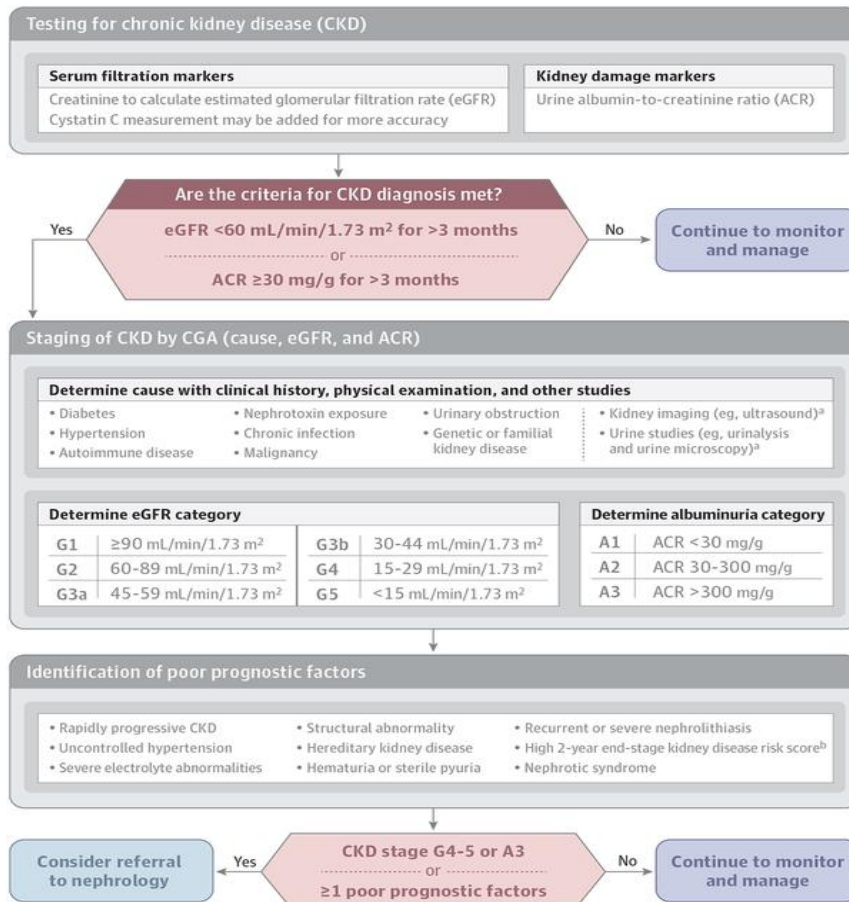 Testing for chronic kidney disease (CKD)
Serum filtration markers
Creatinine to calculate estimated glomerular filtration rate (eGFR)
Cystatin C measurement may be added for more accuracy
Kidney damage markers
Urine albumin-to-creatinine ratio (ACR)
Are the criteria for CKD diagnosis met?
eGFR <60 mL/min/1.73 m² for >3 months
or
ACR ≥30 mg/g for >3 months
Yes
No
Continue to monitor
and manage
Staging of CKD by CGA (cause, eGFR, and ACR)
Determine cause with clinical history, physical examination, and other studies
• Diabetes
• Hypertension
• Autoimmune disease
• Nephrotoxin exposure
• Chronic infection
• Malignancy
• Urinary obstruction
• Genetic or familial
kidney disease
• Kidney imaging (eg, ultrasound)ᵃ
• Urine studies (eg, urinalysis
and urine microscopy)ᵃ
Determine eGFR category
G1 ≥90 mL/min/1.73 m²
G2 60-89 mL/min/1.73 m²
G3a 45-59 mL/min/1.73 m²
G3b 30-44 mL/min/1.73 m²
G4 15-29 mL/min/1.73 m²
G5 <15 mL/min/1.73 m²
Determine albuminuria category
A1 ACR <30 mg/g
A2 ACR 30-300 mg/g
A3 ACR >300 mg/g
Identification of poor prognostic factors
• Rapidly progressive CKD
• Uncontrolled hypertension
• Severe electrolyte abnormalities
• Structural abnormality
• Hereditary kidney disease
• Hematuria or sterile pyuria
• Recurrent or severe nephrolithiasis
• High 2-year end-stage kidney disease risk scoreᵇ
• Nephrotic syndrome
CKD stage G4-5 or A3
or
≥1 poor prognostic factors
Yes
Consider referral
to nephrology
No
Continue to monitor
and manage